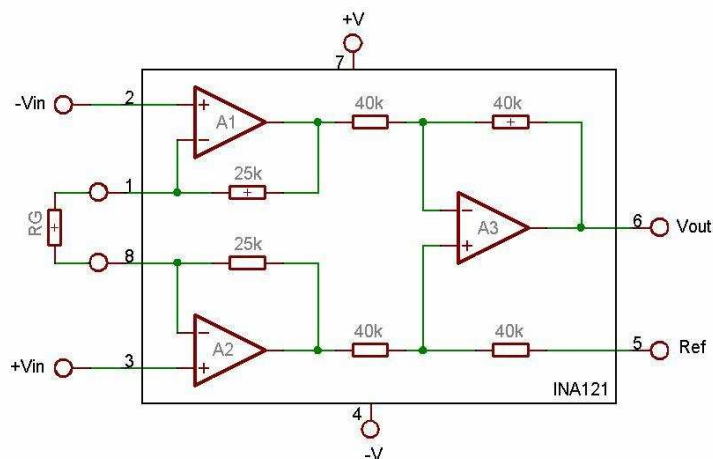 +V
7
-Vin
2
+
A1
-
40k
40k
+
1
25k
+
RG
+
-
A3
+
6
Vout
8
25k
-
A2
+
40k
40k
5
Ref
+Vin
3
INA121
4
-V